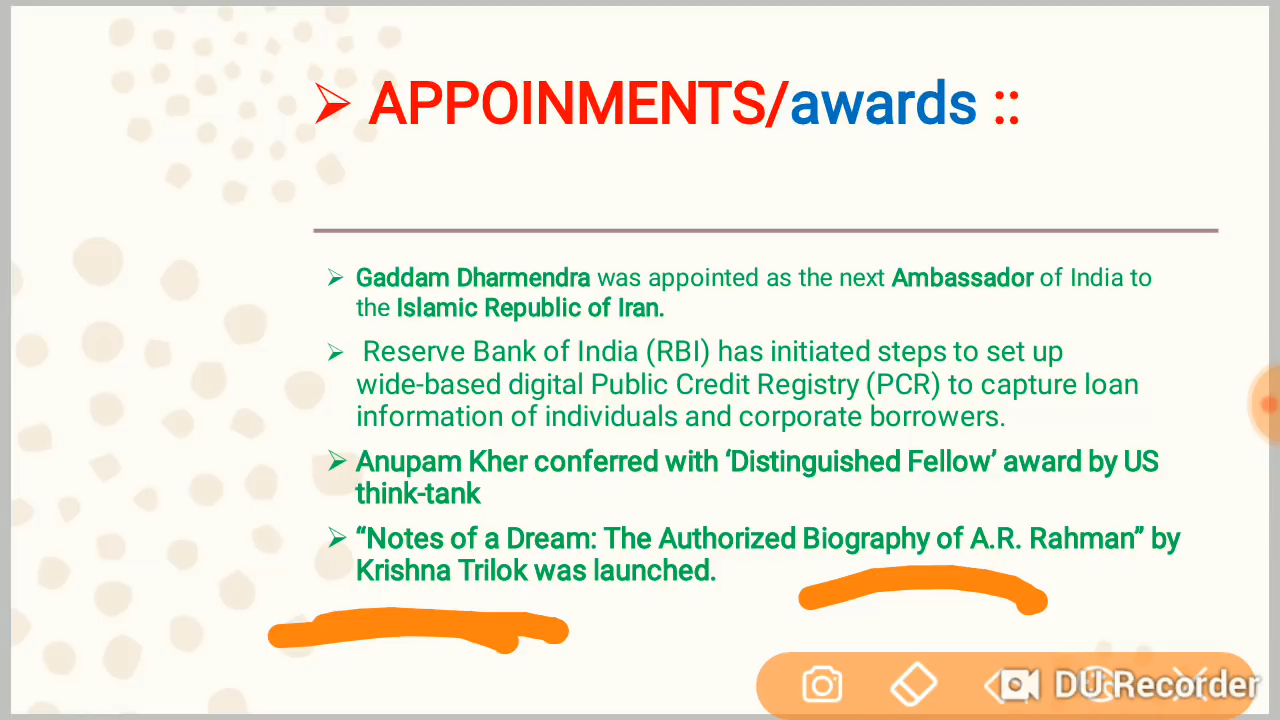 APPOINMENTS/awards ::
Gaddam Dharmendra was appointed as the next Ambassador of India to
the Islamic Republic of Iran.
Reserve Bank of India (RBI) has initiated steps to set up
wide-based digital Public Credit Registry (PCR) to capture loan
information of individuals and corporate borrowers.
Anupam Kher conferred with ‘Distinguished Fellow’ award by US
think-tank
“Notes of a Dream: The Authorized Biography of A.R. Rahman” by
Krishna Trilok was launched.
DU Recorder